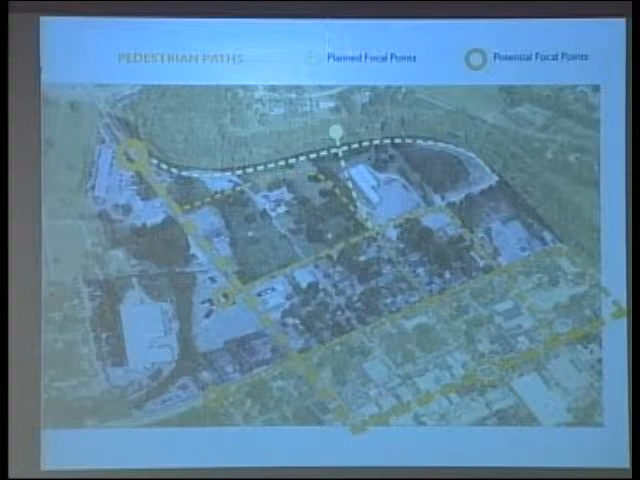 PEDESTRIAN PATHS
Planned Focal Points
Potential Focal Points